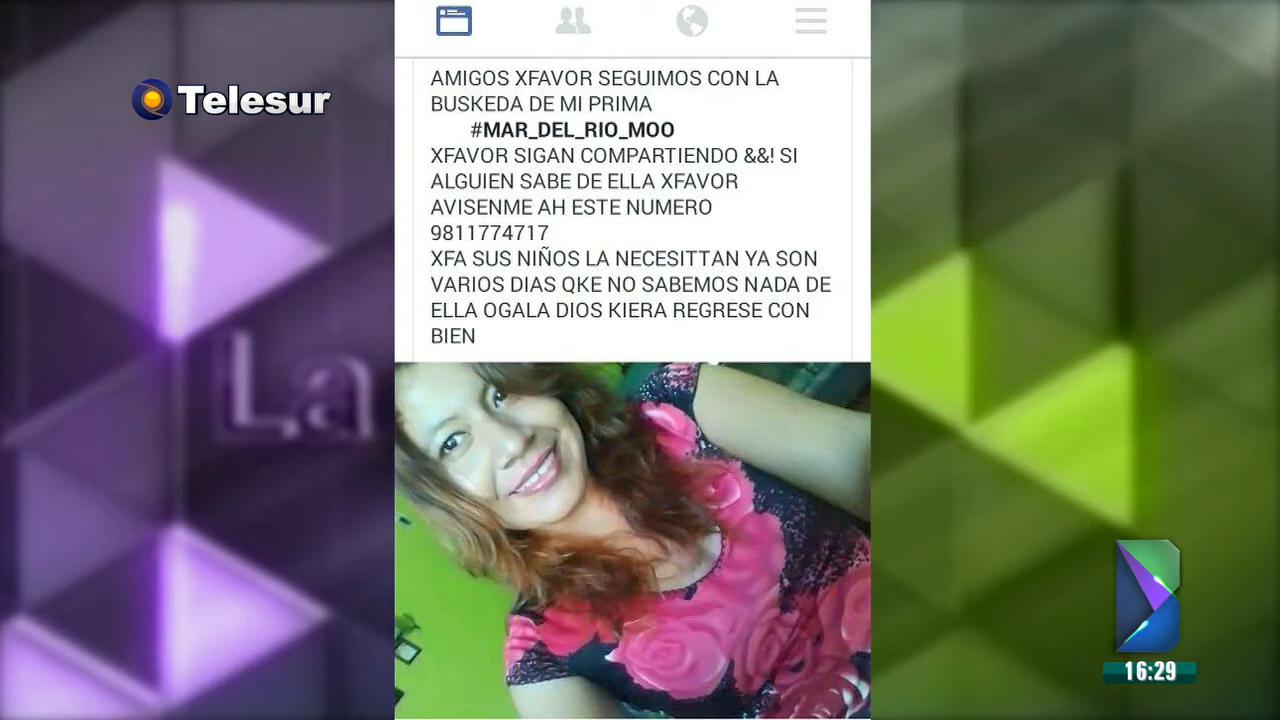 Telesur
AMIGOS XFAVOR SEGUIMOS CON LA
BUSKEDA DE MI PRIMA
#MAR_DEL_RIO_MOO
XFAVOR SIGAN COMPARTIENDO &&! SI
ALGUIEN SABE DE ELLA XFAVOR
AVISENME AH ESTE NUMERO
9811774717
XFA SUS NIÑOS LA NECESITTAN YA SON
VARIOS DIAS QKE NO SABEMOS NADA DE
ELLA OGALA DIOS KIERA REGRESE CON
BIEN
La
16:29